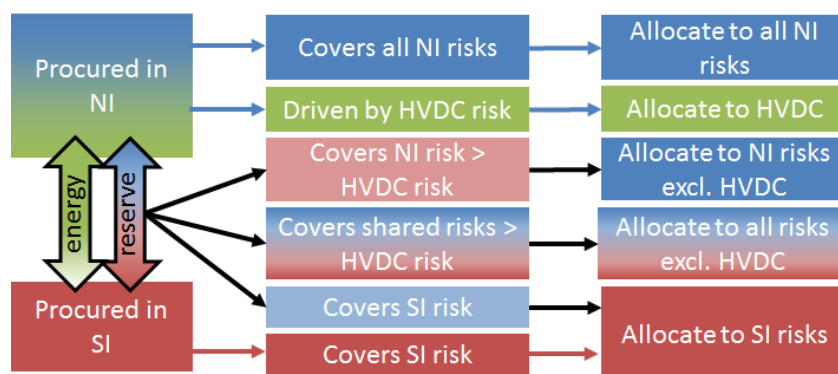 Procured in
NI
Covers all NI risks
Allocate to all NI
risks
Driven by HVDC risk
Allocate to HVDC
energy
reserve
Covers NI risk >
HVDC risk
Allocate to NI risks
excl. HVDC
Covers shared risks >
HVDC risk
Allocate to all risks
excl. HVDC
Procured in
SI
Covers SI risk
Covers SI risk
Allocate to SI risks